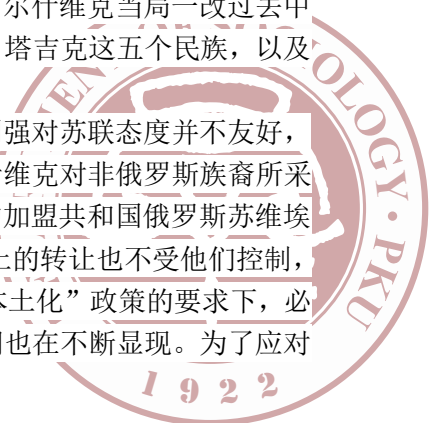 尔什维克当局一改过去中
塔吉克这五个民族，以及
强对苏联态度并不友好，
维克对非俄罗斯族裔所采
加盟共和国俄罗斯苏维埃
上的转让也不受他们控制，
本土化”政策的要求下，必
也在不断显现。为了应对
OLOGY · PKU
1922